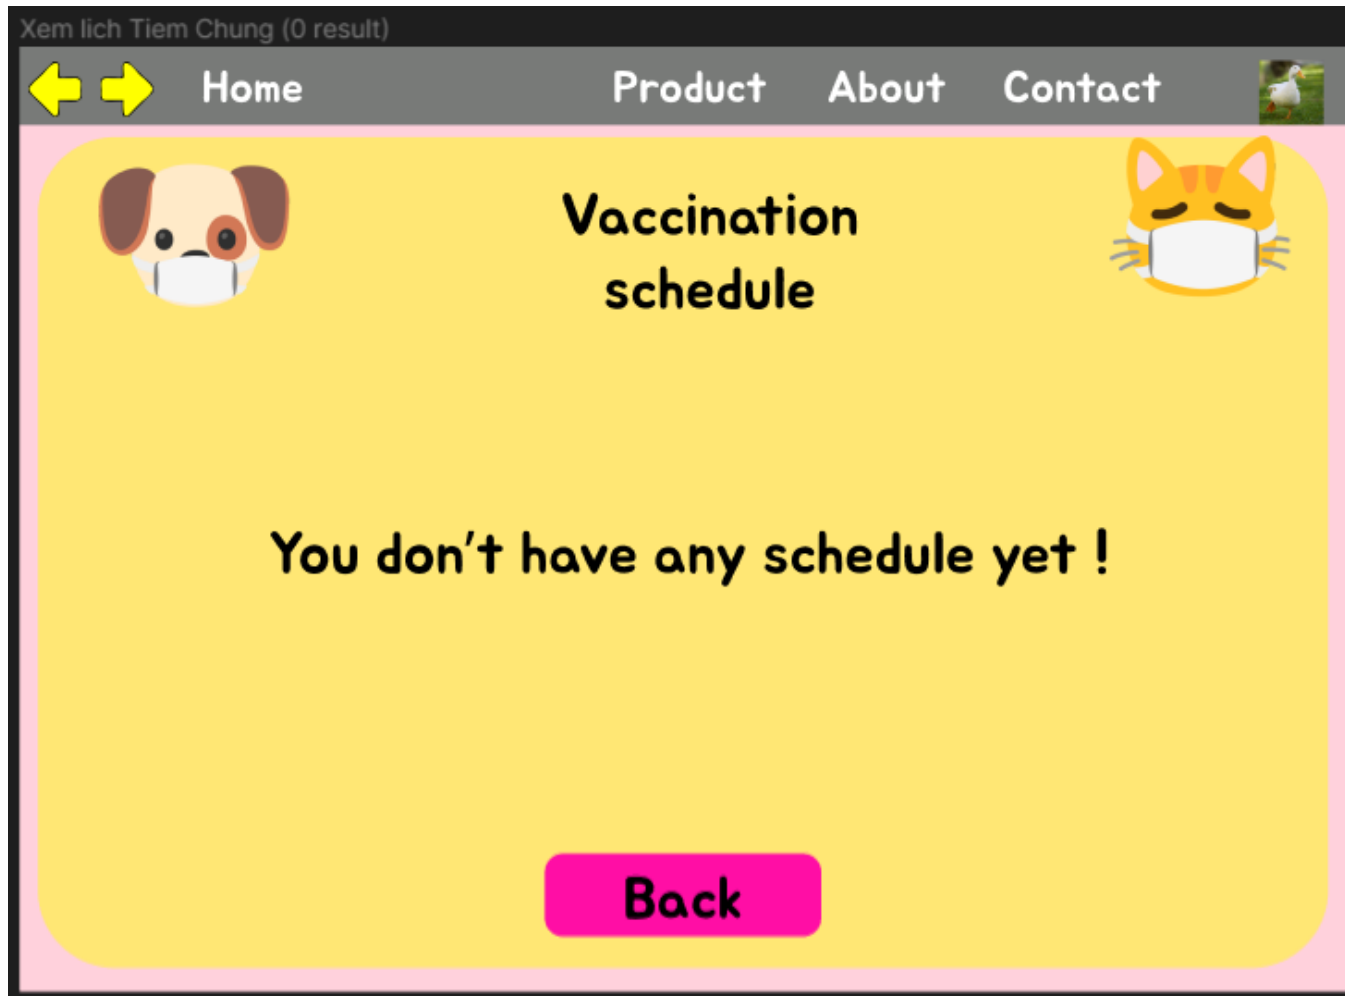 Xem lich Tiem Chung (0 result)
Home Product About Contact
Vaccination
schedule
You don't have any schedule yet !
Back